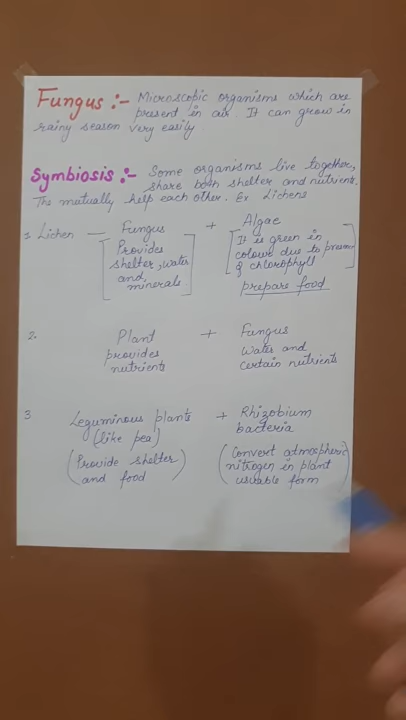 Fungus :- Microscopic organisms which are
present in air It can grow in
rainy season very easily
Symbiosis :- Some organisms live together,
share both shelter and nutrients.
The mutually help each other. Ex Lichens
1 Lichen — Fungus + Algae
[Provides shelter, water and, minerals] [It is green in colour due to presence of chlorophyll]
prepare food
2. Plant + Fungus
provides Water and
nutrients certain nutrients
3 Leguminous plants + Rhizobium
(like pea) bacteria
(Provide shelter (Convert atmospheric
and food) nitrogen in plant
usuable form)